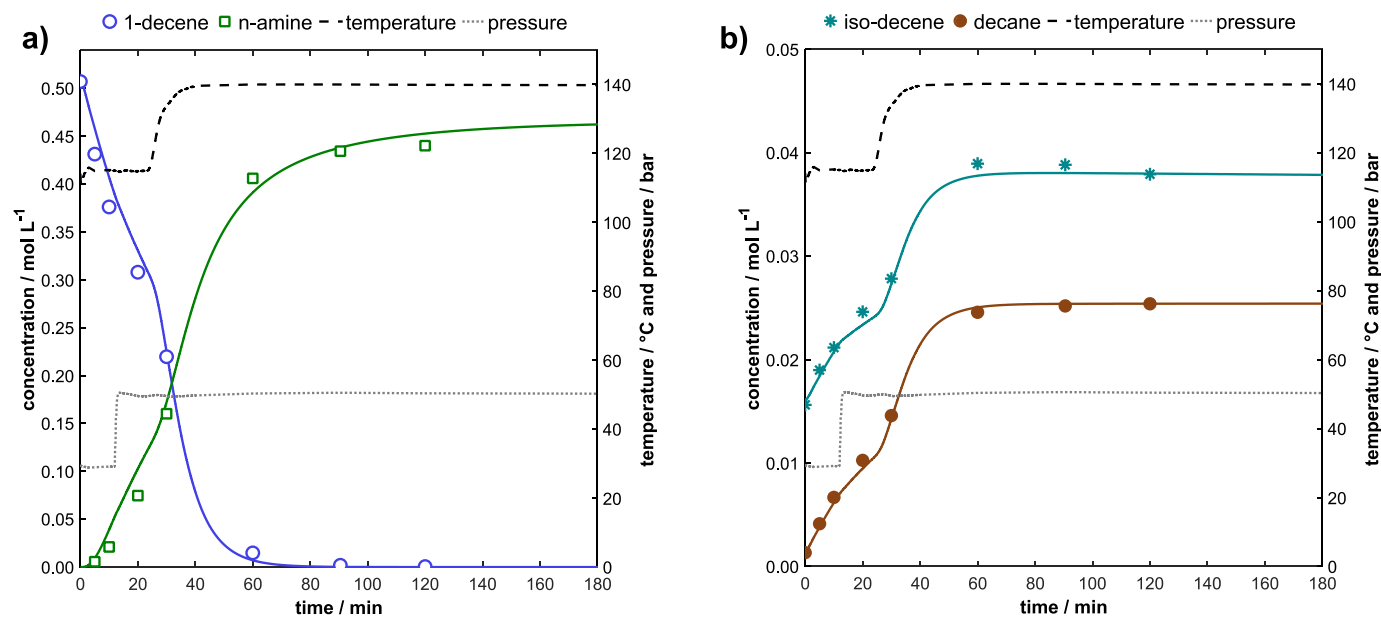 a)
1-decene n-amine temperature pressure
0.50
0.45
0.40
0.35
0.30
0.25
0.20
0.15
0.10
0.05
0.00
concentration / mol L⁻¹
140
120
100
80
60
40
20
0
temperature / °C and pressure / bar
0 20 40 60 80 100 120 140 160 180
time / min
b)
iso-decene decane temperature pressure
0.05
0.04
0.03
0.02
0.01
0.00
concentration / mol L⁻¹
140
120
100
80
60
40
20
0
temperature / °C and pressure / bar
0 20 40 60 80 100 120 140 160 180
time / min